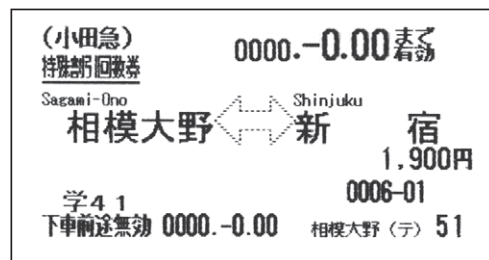 (小田急) 0000.-0.00まで有効
特殊割引回数券
Sagami-Ono Shinjuku
相模大野 新宿
1,900円
0006-01
学41
下車前途無効 0000.-0.00 相模大野(テ) 51